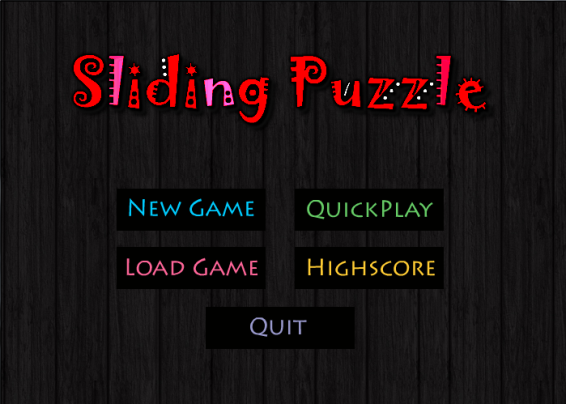 Sliding Puzzle
New Game
QuickPlay
Load Game
Highscore
Quit